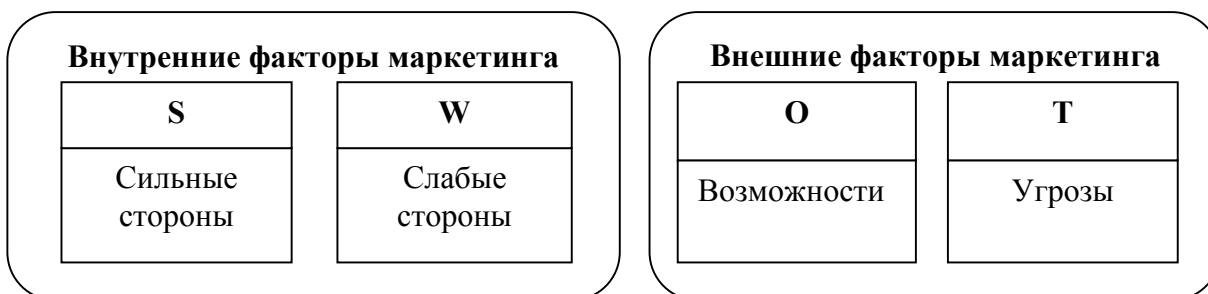 Внутренние факторы маркетинга
S
W
Сильные
стороны
Слабые
стороны
Внешние факторы маркетинга
O
T
Возможности
Угрозы